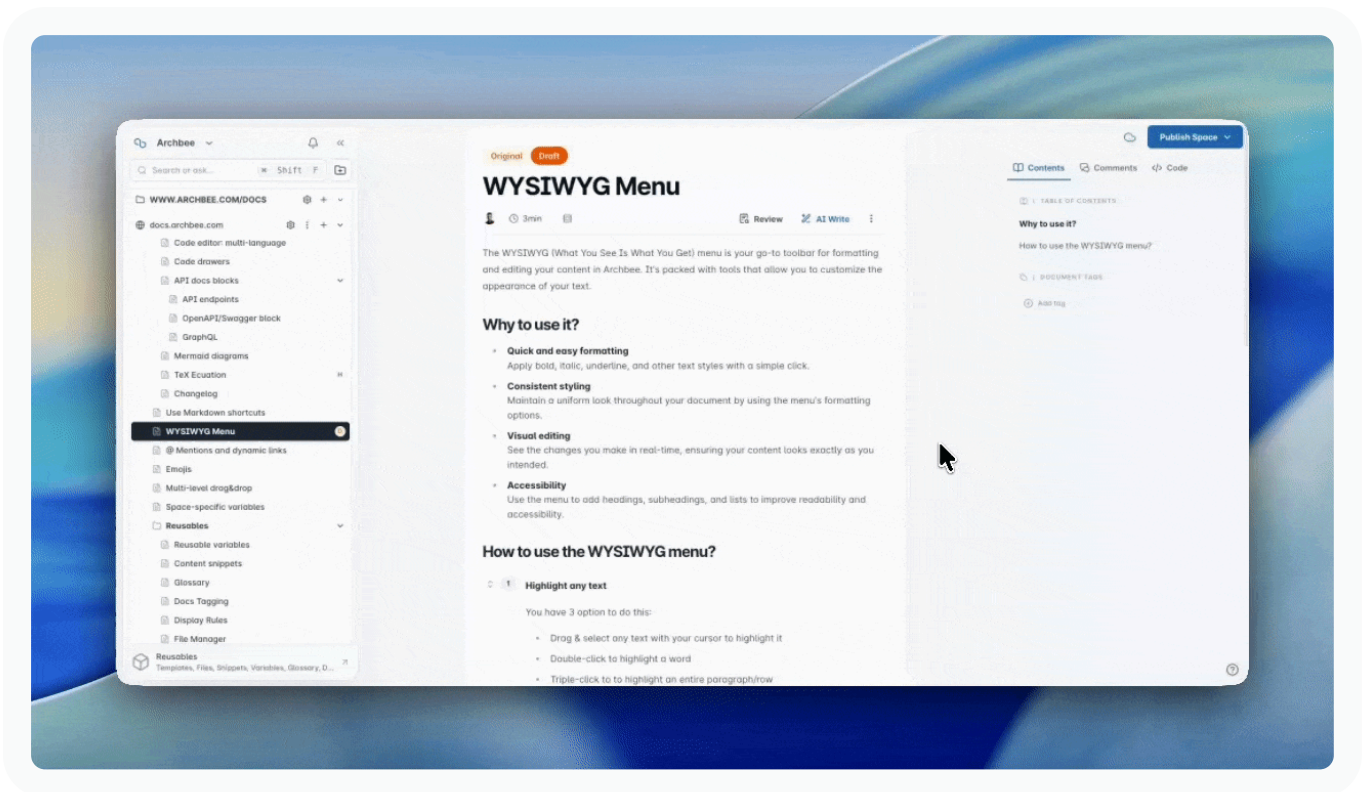 Archbee
Search or ask...
Shift F
WWW.ARCHBEE.COM/DOCS
docs.archbee.com
Code editor: multi-language
Code drawers
API docs blocks
API endpoints
OpenAPI/Swagger block
GraphQL
Mermaid diagrams
TeX Ecuation
Changelog
Use Markdown shortcuts
WYSIWYG Menu
@ Mentions and dynamic links
Emojis
Multi-level drag&drop
Space-specific variables
Reusables
Reusable variables
Content snippets
Glossary
Docs Tagging
Display Rules
File Manager
Reusables
Templates, Files, Snippets, Variables, Glossary, D...
Original Draft
WYSIWYG Menu
3min
Review AI Write
The WYSIWYG (What You See Is What You Get) menu is your go-to toolbar for formatting
and editing your content in Archbee. It's packed with tools that allow you to customize the
appearance of your text.
Why to use it?
Quick and easy formatting
Apply bold, italic, underline, and other text styles with a simple click.
Consistent styling
Maintain a uniform look throughout your document by using the menu's formatting
options.
Visual editing
See the changes you make in real-time, ensuring your content looks exactly as you
intended.
Accessibility
Use the menu to add headings, subheadings, and lists to improve readability and
accessibility.
How to use the WYSIWYG menu?
1 Highlight any text
You have 3 option to do this:
• Drag & select any text with your cursor to highlight it
• Double-click to highlight a word
• Triple-click to to highlight an entire paragraph/row
Publish Space
Contents Comments </> Code
TABLE OF CONTENTS
Why to use it?
How to use the WYSIWYG menu?
DOCUMENT TAGS
Add tag